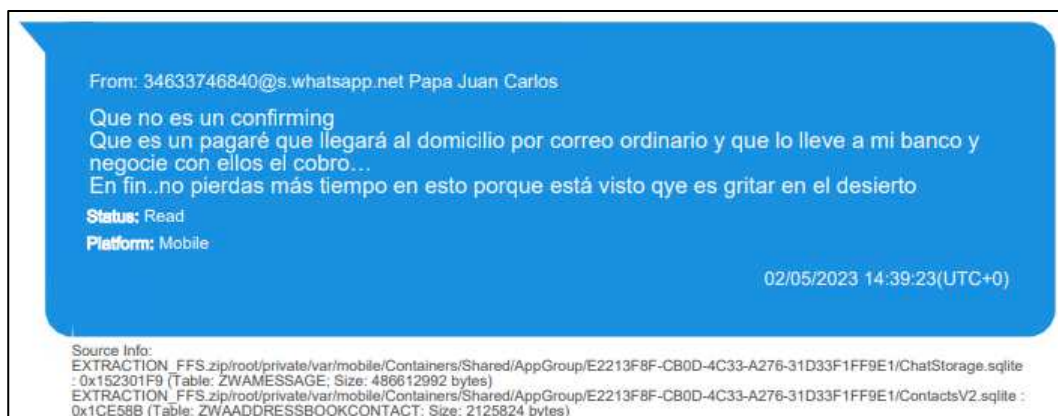 From: 34633746840@s.whatsapp.net Papa Juan Carlos
Que no es un confirming
Que es un pagaré que llegará al domicilio por correo ordinario y que lo lleve a mi banco y
negocie con ellos el cobro…
En fin..no pierdas más tiempo en esto porque está visto qye es gritar en el desierto
Status: Read
Platform: Mobile
02/05/2023 14:39:23(UTC+0)
Source Info:
EXTRACTION_FFS.zip/root/private/var/mobile/Containers/Shared/AppGroup/E2213F8F-CB0D-4C33-A276-31D33F1FF9E1/ChatStorage.sqlite
: 0x152301F9 (Table: ZWAMESSAGE; Size: 486612992 bytes)
EXTRACTION_FFS.zip/root/private/var/mobile/Containers/Shared/AppGroup/E2213F8F-CB0D-4C33-A276-31D33F1FF9E1/ContactsV2.sqlite :
0x1CE58B (Table: ZWAADDRESSBOOKCONTACT; Size: 2125824 bytes)